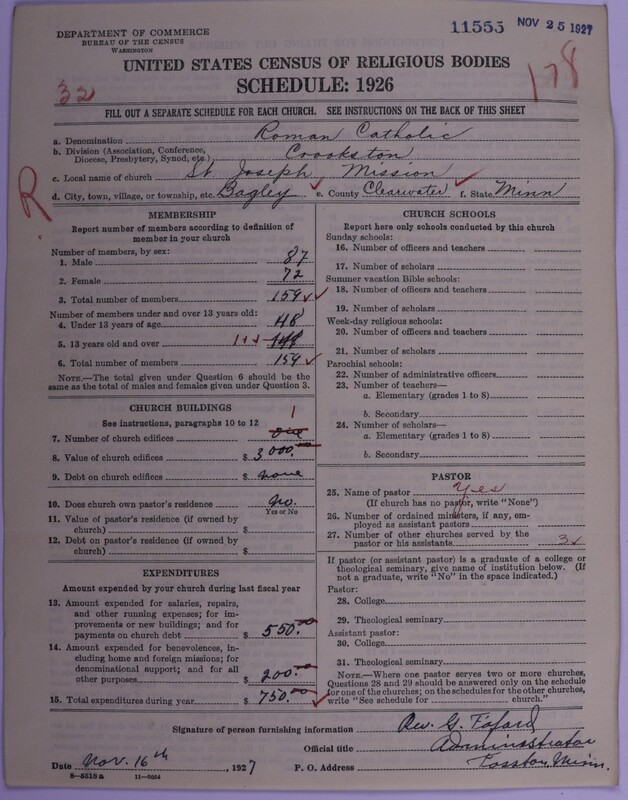 DEPARTMENT OF COMMERCE
BUREAU OF THE CENSUS
WASHINGTON
11555 NOV 25 1927
UNITED STATES CENSUS OF RELIGIOUS BODIES
SCHEDULE: 1926
32
178
FILL OUT A SEPARATE SCHEDULE FOR EACH CHURCH. SEE INSTRUCTIONS ON THE BACK OF THIS SHEET
a. Denomination Roman Catholic
b. Division (Association, Conference, Diocese, Presbytery, Synod, etc.) Crookston
c. Local name of church St. Joseph, Mission
d. City, town, village, or township, etc. Bagley e. County Clearwater f. State Minn
R.
MEMBERSHIP
Report number of members according to definition of
member in your church
Number of members, by sex:
1. Male 87
2. Female 72
3. Total number of members 159
Number of members under and over 13 years old:
4. Under 13 years of age 48
5. 13 years old and over 111
6. Total number of members 159
NOTE.—The total given under Question 6 should be the
same as the total of males and females given under Question 3.
CHURCH BUILDINGS
See instructions, paragraphs 10 to 12
7. Number of church edifices one 1
8. Value of church edifices $ 3000.00
9. Debt on church edifices $ none
10. Does church own pastor's residence no.
Yes or No
11. Value of pastor's residence (if owned by
church) $
12. Debt on pastor's residence (if owned by
church) $
EXPENDITURES
Amount expended by your church during last fiscal year
13. Amount expended for salaries, repairs,
and other running expenses; for im-
provements or new buildings; and for
payments on church debt $ 550.00
14. Amount expended for benevolences, in-
cluding home and foreign missions; for
denominational support; and for all
other purposes 200.00
15. Total expenditures during year $ 750.00
CHURCH SCHOOLS
Report here only schools conducted by this church
Sunday schools:
16. Number of officers and teachers
17. Number of scholars
Summer vacation Bible schools:
18. Number of officers and teachers
19. Number of scholars
Week-day religious schools:
20. Number of officers and teachers
21. Number of scholars
Parochial schools:
22. Number of administrative officers
23. Number of teachers—
a. Elementary (grades 1 to 8)
b. Secondary
24. Number of scholars—
a. Elementary (grades 1 to 8)
b. Secondary
PASTOR
25. Name of pastor Yes
(If church has no pastor, write "None")
26. Number of ordained ministers, if any, em-
ployed as assistant pastors
27. Number of other churches served by the
pastor or his assistants 3
If pastor (or assistant pastor) is a graduate of a college or
theological seminary, give name of institution below. (If
not a graduate, write "No" in the space indicated.)
Pastor:
28. College
29. Theological seminary
Assistant pastor:
30. College
31. Theological seminary
NOTE.—Where one pastor serves two or more churches,
Questions 28 and 29 should be answered only on the schedule
for one of the churches; on the schedules for the other churches,
write "See schedule for church."
Signature of person furnishing information Rev. G. Faford
Official title Administrator
Date Nov. 16th, 1927 P. O. Address Fosston, Minn.
8—5518a 11—9054